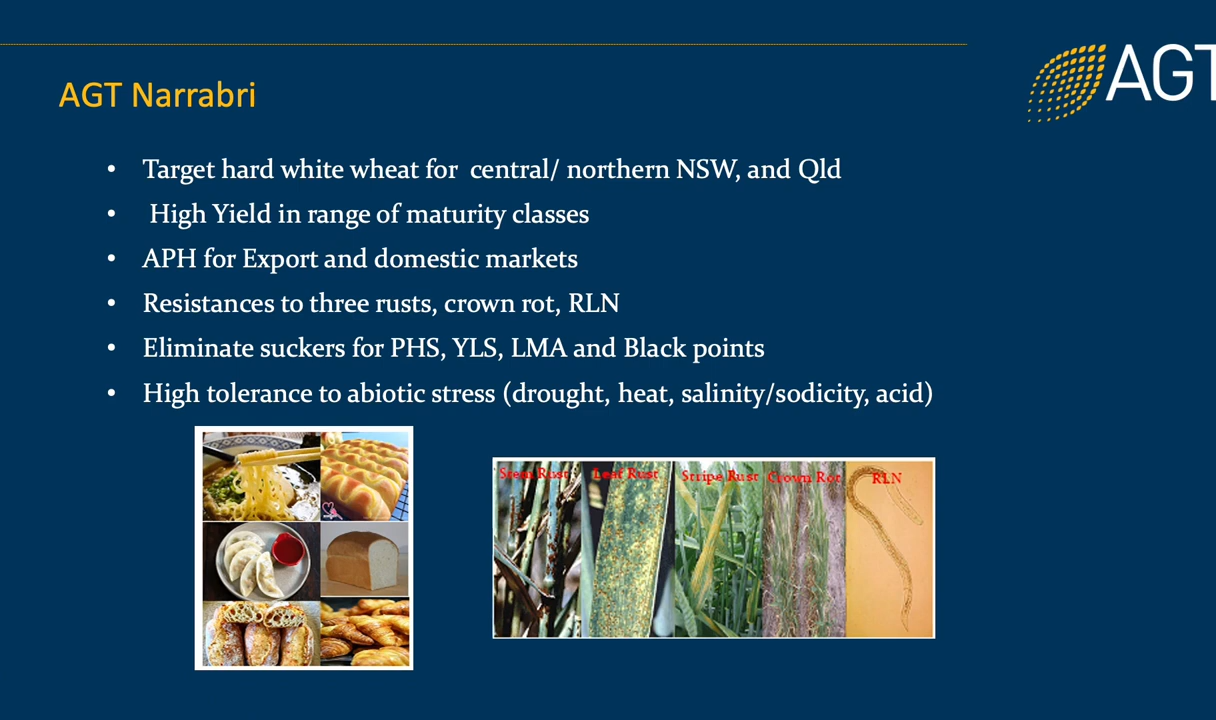 AGT Narrabri
AGT
• Target hard white wheat for  central/ northern NSW, and Qld
•  High Yield in range of maturity classes
• APH for Export and domestic markets
• Resistances to three rusts, crown rot, RLN
• Eliminate suckers for PHS, YLS, LMA and Black points
• High tolerance to abiotic stress (drought, heat, salinity/sodicity, acid)
Stem Rust Leaf Rust Stripe Rust Crown Rot RLN